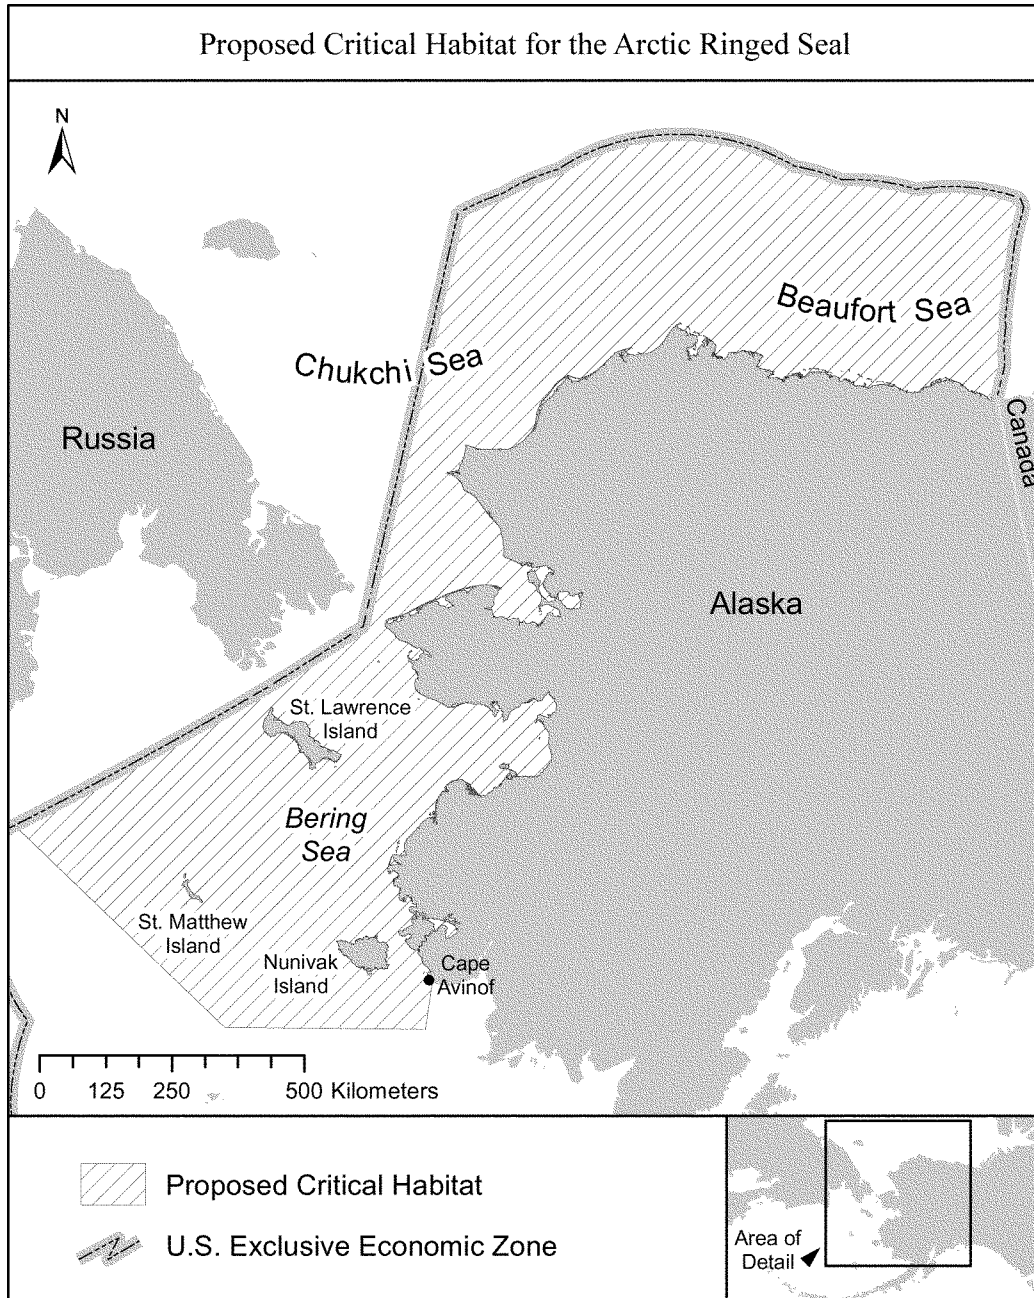 Proposed Critical Habitat for the Arctic Ringed Seal
N
Beaufort Sea
Chukchi Sea
Russia
Canada
Alaska
St. Lawrence
Island
Bering
Sea
St. Matthew
Island
Nunivak
Island
Cape
Avinof
0 125 250 500 Kilometers
Proposed Critical Habitat
U.S. Exclusive Economic Zone
Area of
Detail